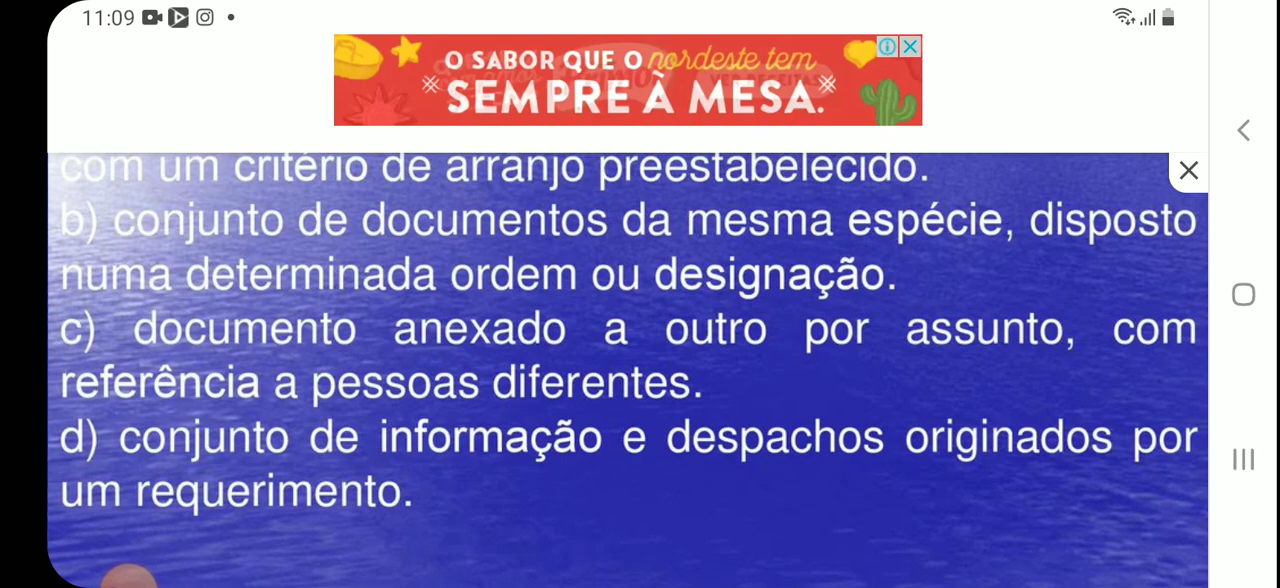 11:09
O SABOR QUE O nordeste tem
SEMPRE À MESA.
com um critério de arranjo preestabelecido.
b) conjunto de documentos da mesma espécie, disposto
numa determinada ordem ou designação.
c) documento anexado a outro por assunto, com
referência a pessoas diferentes.
d) conjunto de informação e despachos originados por
um requerimento.